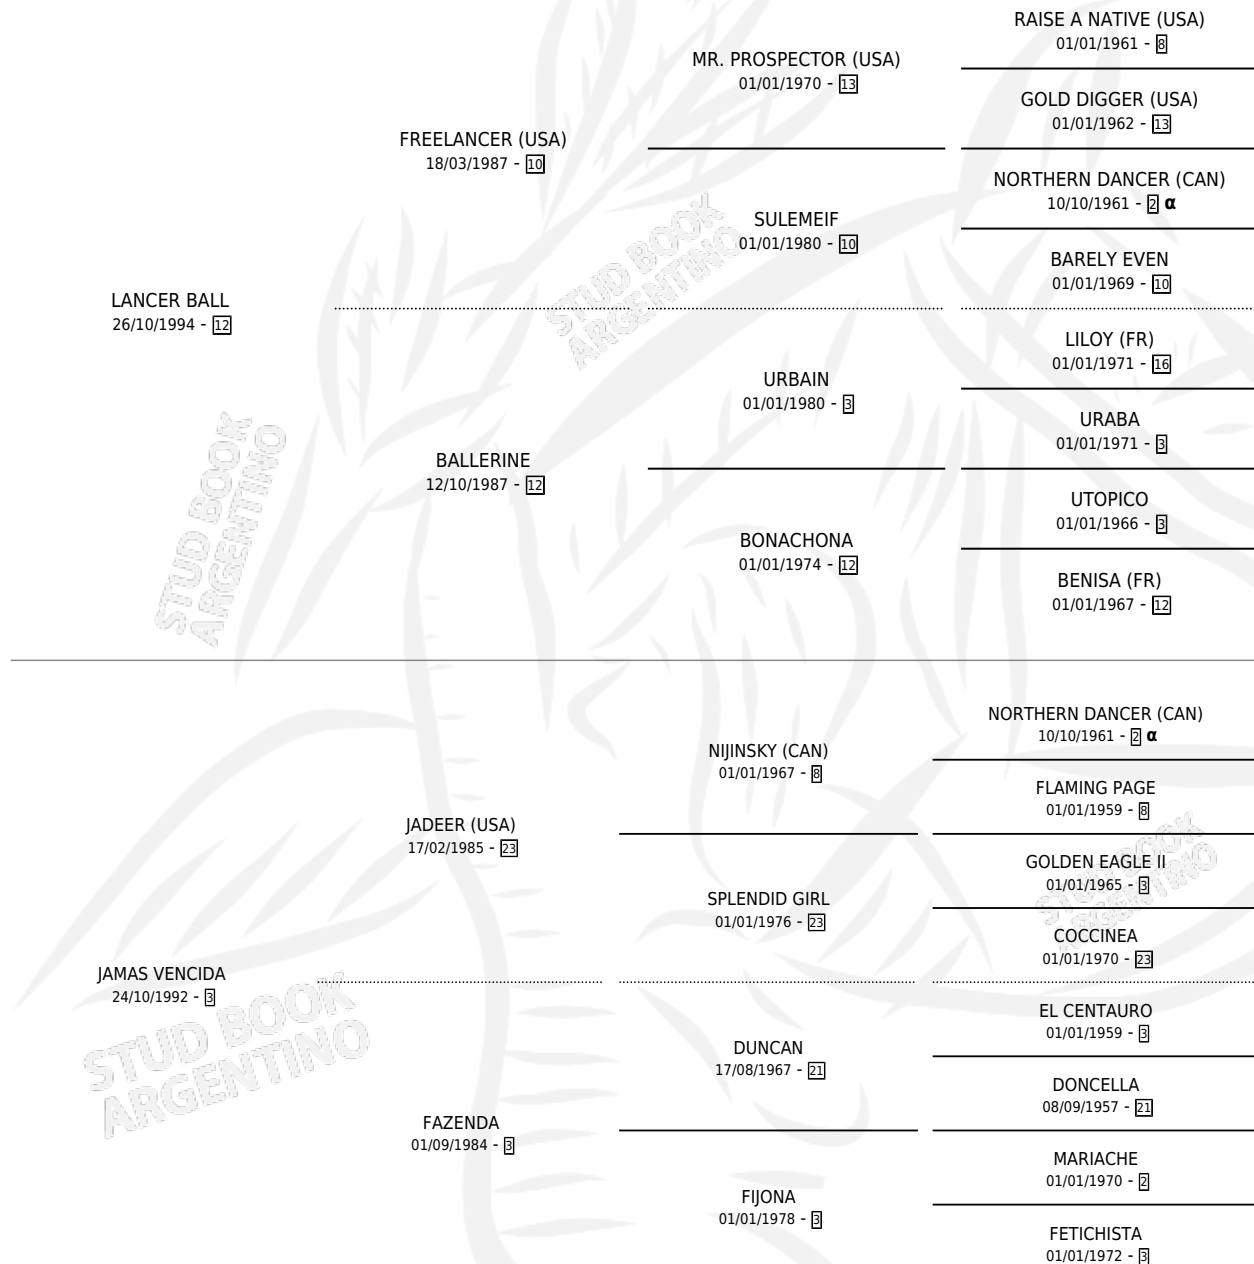 RAISE A NATIVE (USA)
01/01/1961 - 8
MR. PROSPECTOR (USA)
01/01/1970 - 13
GOLD DIGGER (USA)
01/01/1962 - 13
FREELANCER (USA)
18/03/1987 - 10
NORTHERN DANCER (CAN)
10/10/1961 - 2 α
SULEMEIF
01/01/1980 - 10
BARELY EVEN
01/01/1969 - 10
LANCER BALL
26/10/1994 - 12
LILOY (FR)
01/01/1971 - 16
URBAIN
01/01/1980 - 3
URABA
01/01/1971 - 3
BALLERINE
12/10/1987 - 12
UTOPICO
01/01/1966 - 3
BONACHONA
01/01/1974 - 12
BENISA (FR)
01/01/1967 - 12
NORTHERN DANCER (CAN)
10/10/1961 - 2 α
NIJINSKY (CAN)
01/01/1967 - 8
FLAMING PAGE
01/01/1959 - 8
JADEER (USA)
17/02/1985 - 23
GOLDEN EAGLE II
01/01/1965 - 3
SPLENDID GIRL
01/01/1976 - 23
COCCINEA
01/01/1970 - 23
JAMAS VENCIDA
24/10/1992 - 3
EL CENTAURO
01/01/1959 - 3
DUNCAN
17/08/1967 - 21
DONCELLA
08/09/1957 - 21
FAZENDA
01/09/1984 - 3
MARIACHE
01/01/1970 - 2
FIJONA
01/01/1978 - 3
FETICHISTA
01/01/1972 - 3
STUD BOOK
ARGENTINO
STUD BOOK
ARGENTINO
STUD BOOK
ARGENTINO
STUD BOOK
ARGENTINO